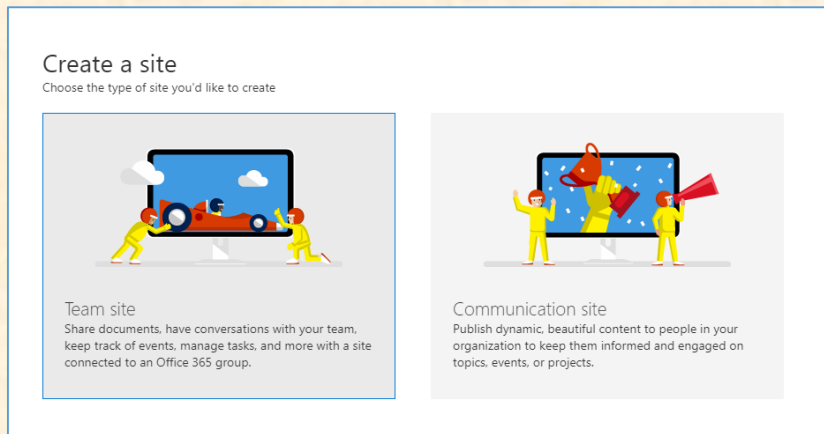 Create a site
Choose the type of site you'd like to create
Team site
Share documents, have conversations with your team,
keep track of events, manage tasks, and more with a site
connected to an Office 365 group.
Communication site
Publish dynamic, beautiful content to people in your
organization to keep them informed and engaged on
topics, events, or projects.